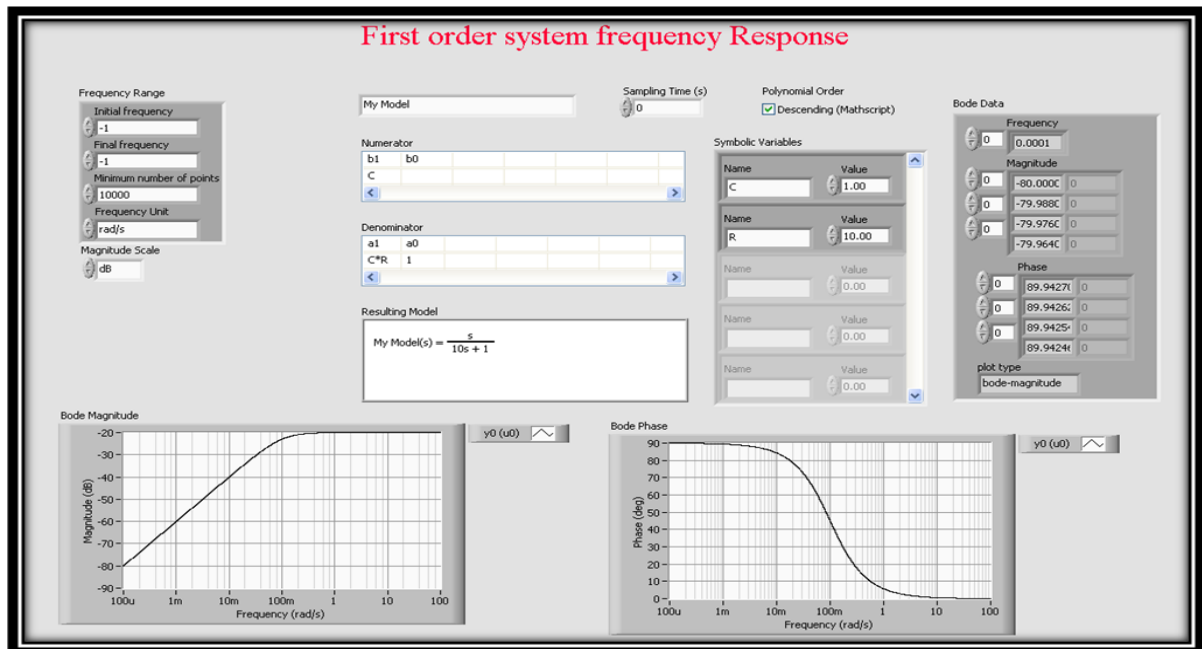 First order system frequency Response
Frequency Range
Initial frequency
-1
Final frequency
-1
Minimum number of points
10000
Frequency Unit
rad/s
Magnitude Scale
dB
My Model
Sampling Time (s)
0
Polynomial Order
Descending (Mathscript)
Numerator
b1 b0
C
Denominator
a1 a0
C*R 1
Resulting Model
My Model(s) = s
10s + 1
Symbolic Variables
Name Value
C 1.00
Name Value
R 10.00
Name Value
0.00
Name Value
0.00
Name Value
0.00
Bode Data
Frequency
0 0.0001
Magnitude
0 -80.000 0
0 -79.988 0
0 -79.976 0
-79.964 0
Phase
0 89.9427 0
0 89.9426 0
0 89.9425 0
89.9424 0
plot type
bode-magnitude
Bode Magnitude
y0 (u0)
-20
-30
-40
-50
-60
-70
-80
-90
Magnitude (dB)
100u 1m 10m 100m 1 10 100
Frequency (rad/s)
Bode Phase
y0 (u0)
90
80
70
60
50
40
30
20
10
0
Phase (deg)
100u 1m 10m 100m 1 10 100
Frequency (rad/s)